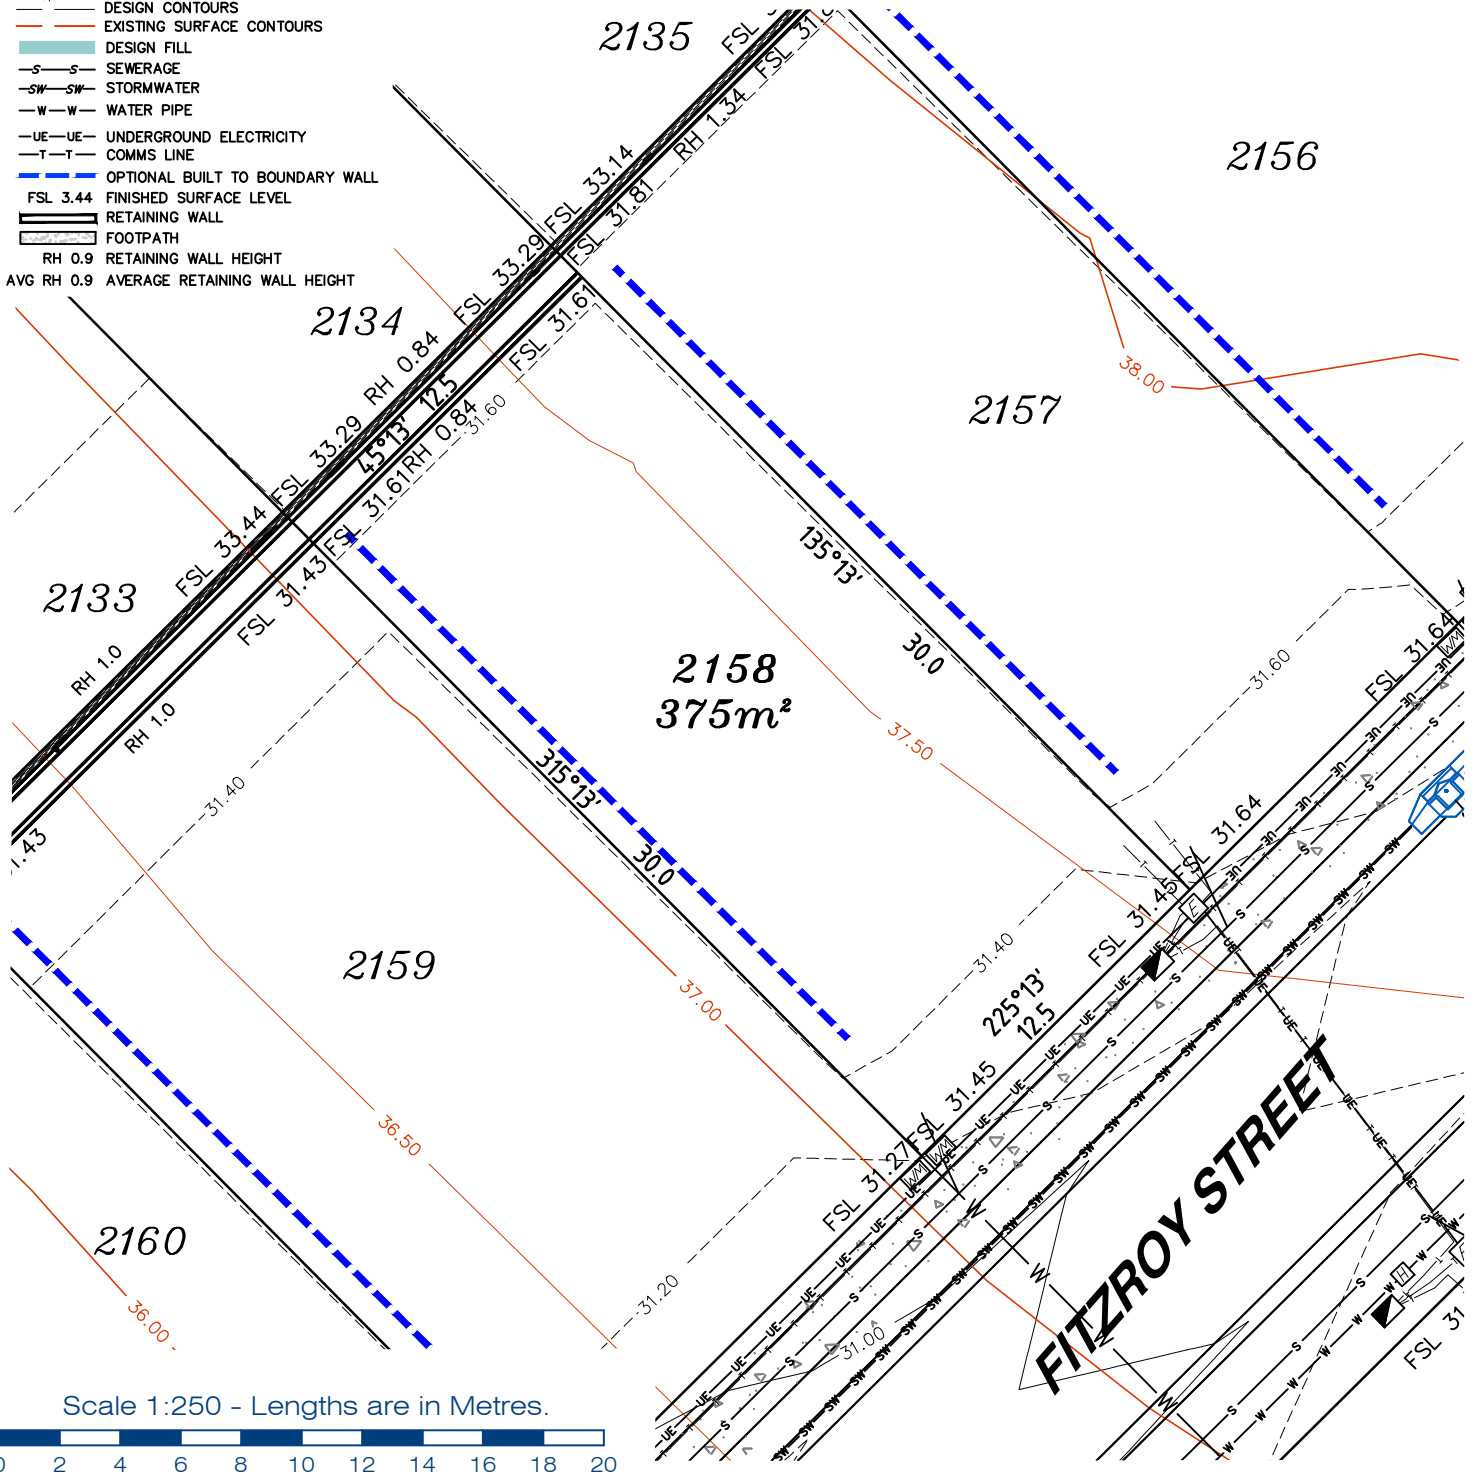 DESIGN CONTOURS
EXISTING SURFACE CONTOURS
DESIGN FILL
S S SEWERAGE
SW SW STORMWATER
W W WATER PIPE
UE UE UNDERGROUND ELECTRICITY
T T COMMS LINE
OPTIONAL BUILT TO BOUNDARY WALL
FSL 3.44 FINISHED SURFACE LEVEL
RETAINING WALL
FOOTPATH
RH 0.9 RETAINING WALL HEIGHT
AVG RH 0.9 AVERAGE RETAINING WALL HEIGHT
2135
2156
RH 1.34
FSL 33.14
FSL 31.81
FSL 33.29
2134
FSL 31.61
RH 0.84
45°13' 12.5
RH 0.84
31.60
38.00
2157
FSL 33.29
FSL 31.61
FSL 33.44
FSL 31.43
2133
RH 1.0
RH 1.0
135°13'
30.0
2158
375m²
31.60
FSL 31.64
37.50
315°13'
30.0
31.40
FSL 31.64
FSL 31.45
31.40
2159
37.00
225°13'
12.5
FSL 31.45
FSL 31.27
36.50
2160
36.00
31.20
31.00
FITZROY STREET
Scale 1:250 - Lengths are in Metres.
0 2 4 6 8 10 12 14 16 18 20